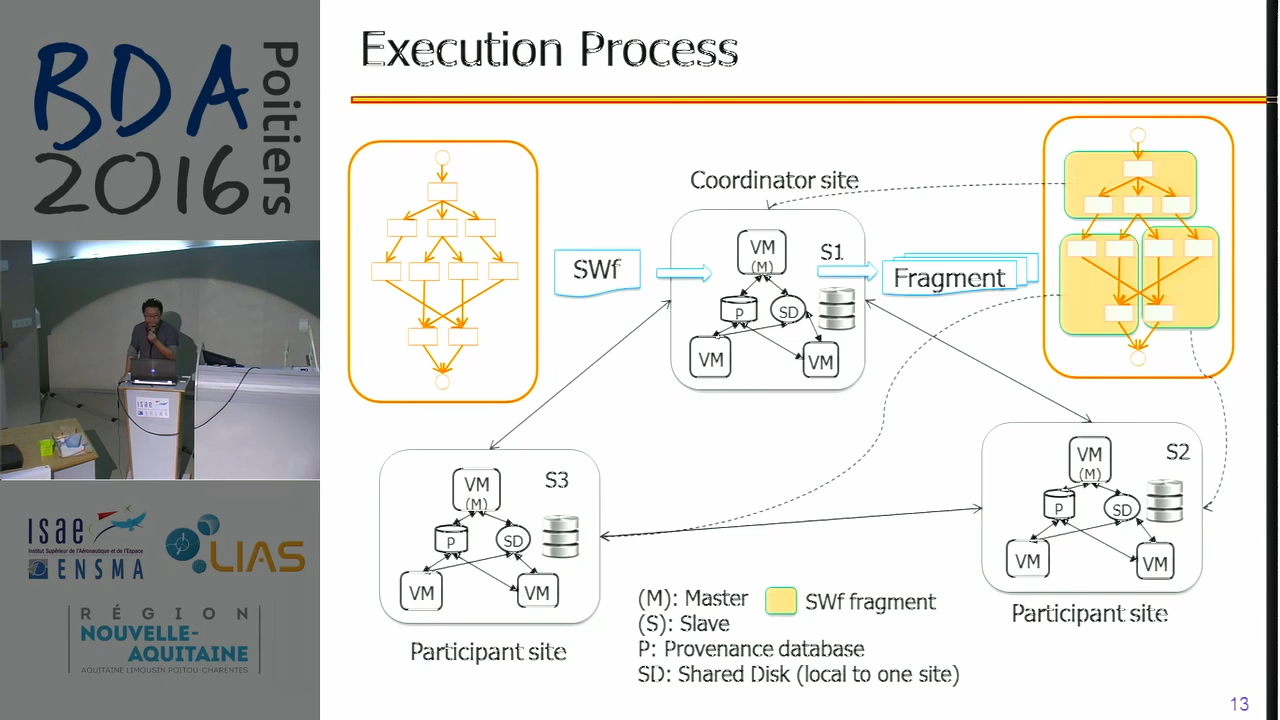 BDA
2016
Poitiers
isae
ENSMA
isae
Institut Supérieur de l'Aéronautique et de l'Espace
ENSMA
LIAS
RÉGION
NOUVELLE-
AQUITAINE
AQUITAINE LIMOUSIN POITOU-CHARENTES
Execution Process
Coordinator site
SWf
VM
(M)
S1
P
SD
VM
VM
Fragment
S3
VM
(M)
P
SD
VM
VM
Participant site
S2
VM
(M)
P
SD
VM
VM
Participant site
(M): Master
SWf fragment
(S): Slave
P: Provenance database
SD: Shared Disk (local to one site)
13